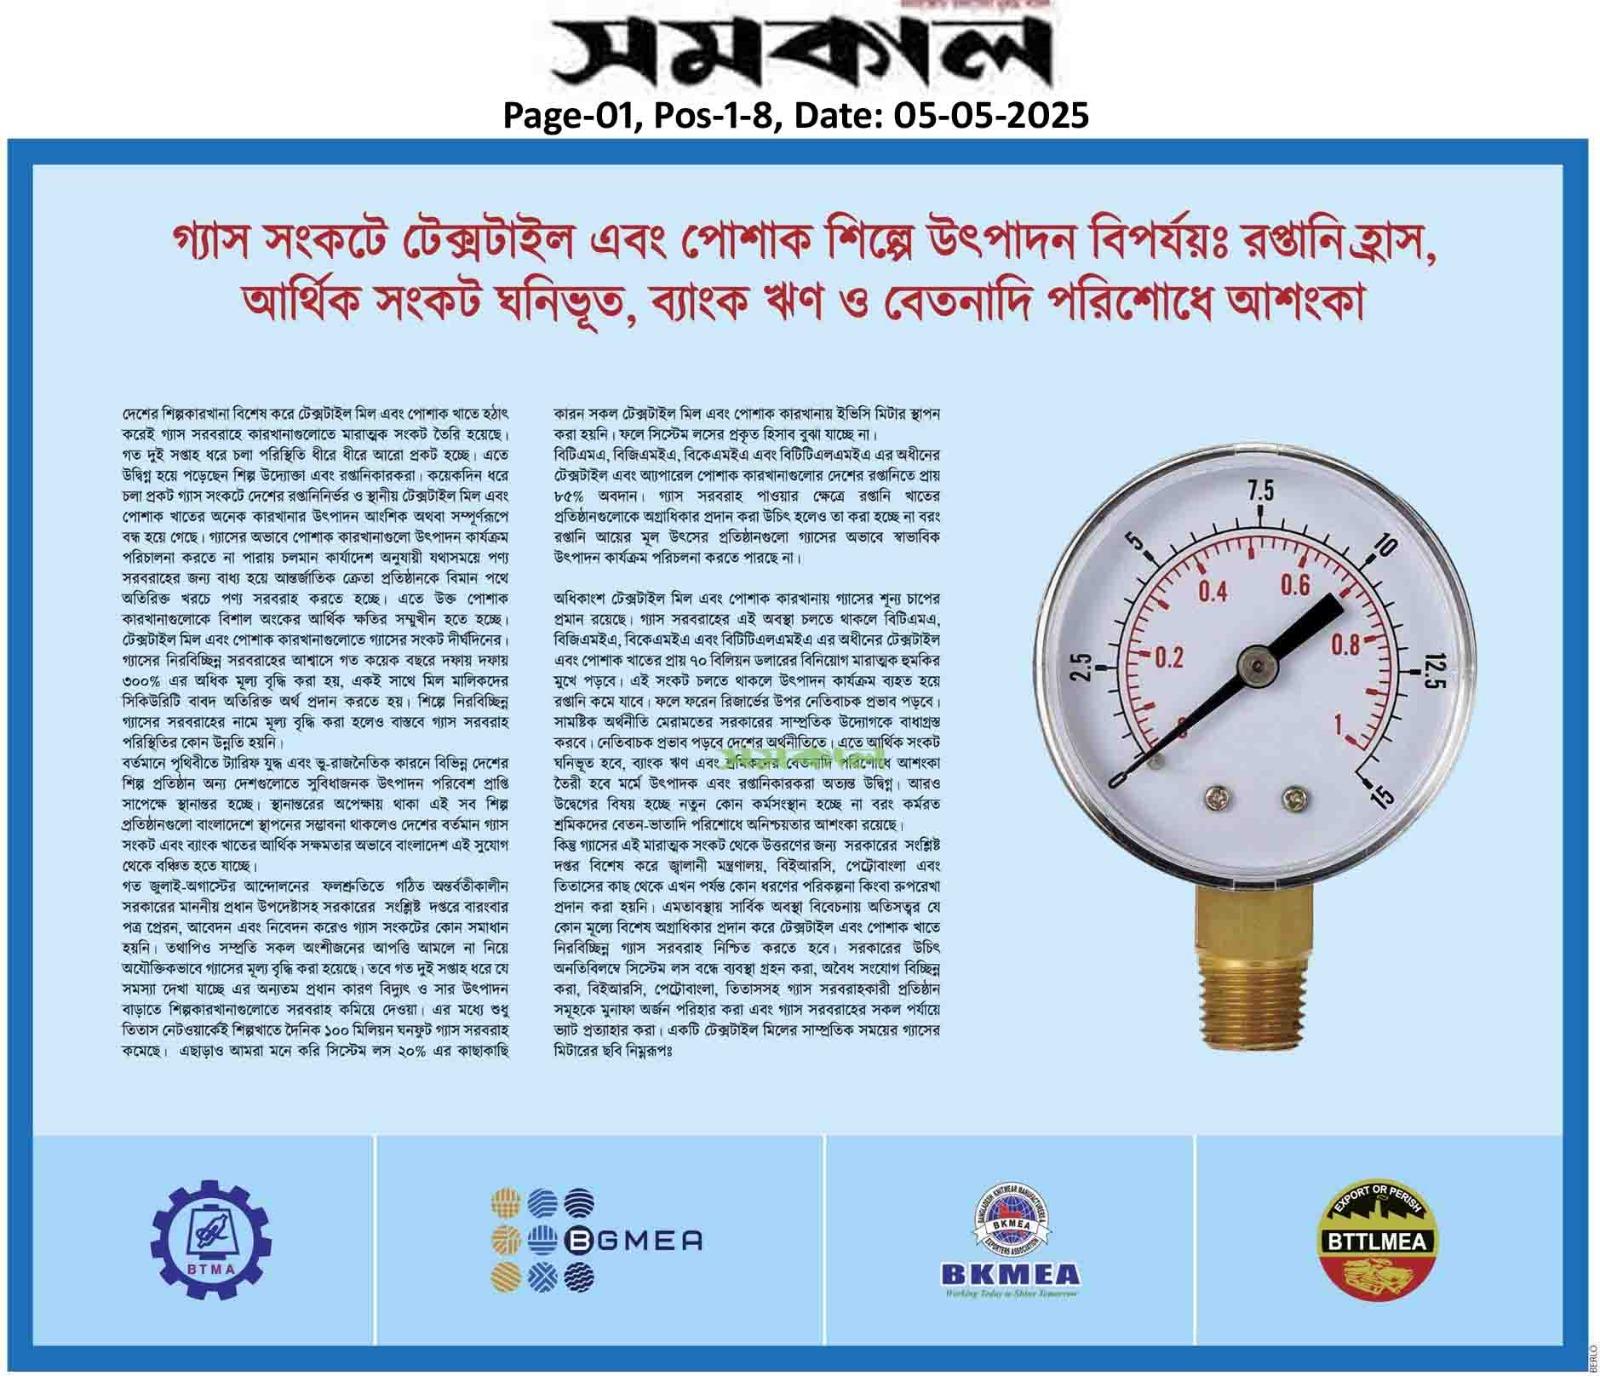 সমকাল
Page-01, Pos-1-8, Date: 05-05-2025
গ্যাস সংকটে টেক্সটাইল এবং পোশাক শিল্পে উৎপাদন বিপর্যয়ঃ রপ্তানি হ্রাস,
আর্থিক সংকট ঘনিভূত, ব্যাংক ঋণ ও বেতনাদি পরিশোধে আশংকা
দেশের শিল্পকারখানা বিশেষ করে টেক্সটাইল মিল এবং পোশাক খাতে হঠাৎ
করেই গ্যাস সরবরাহে কারখানাগুলোতে মারাত্মক সংকট তৈরি হয়েছে।
গত দুই সপ্তাহ ধরে চলা পরিস্থিতি ধীরে ধীরে আরো প্রকট হচ্ছে। এতে
উদ্বিগ্ন হয়ে পড়েছেন শিল্প উদ্যোক্তা এবং রপ্তানিকারকরা। কয়েকদিন ধরে
চলা প্রকট গ্যাস সংকটে দেশের রপ্তানিনির্ভর ও স্থানীয় টেক্সটাইল মিল এবং
পোশাক খাতের অনেক কারখানার উৎপাদন আংশিক অথবা সম্পূর্ণরূপে
বন্ধ হয়ে গেছে। গ্যাসের অভাবে পোশাক কারখানাগুলো উৎপাদন কার্যক্রম
পরিচালনা করতে না পারায় চলমান কার্যাদেশ অনুযায়ী যথাসময়ে পণ্য
সরবরাহের জন্য বাধ্য হয়ে আন্তর্জাতিক ক্রেতা প্রতিষ্ঠানকে বিমান পথে
অতিরিক্ত খরচে পণ্য সরবরাহ করতে হচ্ছে। এতে উক্ত পোশাক
কারখানাগুলোকে বিশাল অংকের আর্থিক ক্ষতির সম্মুখীন হতে হচ্ছে।
টেক্সটাইল মিল এবং পোশাক কারখানাগুলোতে গ্যাসের সংকট দীর্ঘদিনের।
গ্যাসের নিরবিচ্ছিন্ন সরবরাহের আশ্বাসে গত কয়েক বছরে দফায় দফায়
৩০০% এর অধিক মূল্য বৃদ্ধি করা হয়, একই সাথে মিল মালিকদের
সিকিউরিটি বাবদ অতিরিক্ত অর্থ প্রদান করতে হয়। শিল্পে নিরবিচ্ছিন্ন
গ্যাসের সরবরাহের নামে মূল্য বৃদ্ধি করা হলেও বাস্তবে গ্যাস সরবরাহ
পরিস্থিতির কোন উন্নতি হয়নি।
বর্তমানে পৃথিবীতে ট্যারিফ যুদ্ধ এবং ভূ-রাজনৈতিক কারনে বিভিন্ন দেশের
শিল্প প্রতিষ্ঠান অন্য দেশগুলোতে সুবিধাজনক উৎপাদন পরিবেশ প্রাপ্তি
সাপেক্ষে স্থানান্তর হচ্ছে। স্থানান্তরের অপেক্ষায় থাকা এই সব শিল্প
প্রতিষ্ঠানগুলো বাংলাদেশে স্থাপনের সম্ভাবনা থাকলেও দেশের বর্তমান গ্যাস
সংকট এবং ব্যাংক খাতের আর্থিক সক্ষমতার অভাবে বাংলাদেশ এই সুযোগ
থেকে বঞ্চিত হতে যাচ্ছে।
গত জুলাই-অগাস্টের আন্দোলনের ফলশ্রুতিতে গঠিত অন্তর্বতীকালীন
সরকারের মাননীয় প্রধান উপদেষ্টাসহ সরকারের সংশ্লিষ্ট দপ্তরে বারংবার
পত্র প্রেরন, আবেদন এবং নিবেদন করেও গ্যাস সংকটের কোন সমাধান
হয়নি। তথাপিও সম্প্রতি সকল অংশীজনের আপত্তি আমলে না নিয়ে
অযৌক্তিকভাবে গ্যাসের মূল্য বৃদ্ধি করা হয়েছে। তবে গত দুই সপ্তাহ ধরে যে
সমস্যা দেখা যাচ্ছে এর অন্যতম প্রধান কারণ বিদ্যুৎ ও সার উৎপাদন
বাড়াতে শিল্পকারখানাগুলোতে সরবরাহ কমিয়ে দেওয়া। এর মধ্যে শুধু
তিতাস নেটওয়ার্কেই শিল্পখাতে দৈনিক ১০০ মিলিয়ন ঘনফুট গ্যাস সরবরাহ
কমেছে। এছাড়াও আমরা মনে করি সিস্টেম লস ২০% এর কাছাকাছি
কারন সকল টেক্সটাইল মিল এবং পোশাক কারখানায় ইভিসি মিটার স্থাপন
করা হয়নি। ফলে সিস্টেম লসের প্রকৃত হিসাব বুঝা যাচ্ছে না।
বিটিএমএ, বিজিএমইএ, বিকেএমইএ এবং বিটিটিএলএমইএ এর অধীনের
টেক্সটাইল এবং অ্যাপারেল পোশাক কারখানাগুলোর দেশের রপ্তানিতে প্রায়
৮৫% অবদান। গ্যাস সরবরাহ পাওয়ার ক্ষেত্রে রপ্তানি খাতের
প্রতিষ্ঠানগুলোকে অগ্রাধিকার প্রদান করা উচিৎ হলেও তা করা হচ্ছে না বরং
রপ্তানি আয়ের মূল উৎসের প্রতিষ্ঠানগুলো গ্যাসের অভাবে স্বাভাবিক
উৎপাদন কার্যক্রম পরিচলনা করতে পারছে না।
অধিকাংশ টেক্সটাইল মিল এবং পোশাক কারখানায় গ্যাসের শূন্য চাপের
প্রমান রয়েছে। গ্যাস সরবরাহের এই অবস্থা চলতে থাকলে বিটিএমএ,
বিজিএমইএ, বিকেএমইএ এবং বিটিটিএলএমইএ এর অধীনের টেক্সটাইল
এবং পোশাক খাতের প্রায় ৭০ বিলিয়ন ডলারের বিনিয়োগ মারাত্মক হুমকির
মুখে পড়বে। এই সংকট চলতে থাকলে উৎপাদন কার্যক্রম ব্যহত হয়ে
রপ্তানি কমে যাবে। ফলে ফরেন রিজার্ভের উপর নেতিবাচক প্রভাব পড়বে।
সামষ্টিক অর্থনীতি মেরামতের সরকারের সাম্প্রতিক উদ্যোগকে বাধাগ্রস্ত
করবে। নেতিবাচক প্রভাব পড়বে দেশের অর্থনীতিতে। এতে আর্থিক সংকট
ঘনিভূত হবে, ব্যাংক ঋণ এবং শ্রমিকদের বেতনাদি পরিশোধে আশংকা
তৈরী হবে মর্মে উৎপাদক এবং রপ্তানিকারকরা অত্যন্ত উদ্বিগ্ন। আরও
উদ্বেগের বিষয় হচ্ছে নতুন কোন কর্মসংস্থান হচ্ছে না বরং কর্মরত
শ্রমিকদের বেতন-ভাতাদি পরিশোধে অনিশ্চয়তার আশংকা রয়েছে।
কিন্তু গ্যাসের এই মারাত্মক সংকট থেকে উত্তরণের জন্য সরকারের সংশ্লিষ্ট
দপ্তর বিশেষ করে জ্বালানী মন্ত্রণালয়, বিইআরসি, পেট্রোবাংলা এবং
তিতাসের কাছ থেকে এখন পর্যন্ত কোন ধরণের পরিকল্পনা কিংবা রুপরেখা
প্রদান করা হয়নি। এমতাবস্থায় সার্বিক অবস্থা বিবেচনায় অতিসত্বর যে
কোন মূল্যে বিশেষ অগ্রাধিকার প্রদান করে টেক্সটাইল এবং পোশাক খাতে
নিরবিচ্ছিন্ন গ্যাস সরবরাহ নিশ্চিত করতে হবে। সরকারের উচিৎ
অনতিবিলম্বে সিস্টেম লস বন্ধে ব্যবস্থা গ্রহন করা, অবৈধ সংযোগ বিচ্ছিন্ন
করা, বিইআরসি, পেট্রোবাংলা, তিতাসসহ গ্যাস সরবরাহকারী প্রতিষ্ঠান
সমূহকে মুনাফা অর্জন পরিহার করা এবং গ্যাস সরবরাহের সকল পর্যায়ে
ভ্যাট প্রত্যাহার করা। একটি টেক্সটাইল মিলের সাম্প্রতিক সময়ের গ্যাসের
মিটারের ছবি নিম্নরূপঃ
সমকাল
0
2.5
5
7.5
10
12.5
15
0
0.2
0.4
0.6
0.8
1
BTMA
BGMEA
BANGLADESH KNITWEAR MANUFACTURERS &
BKMEA
EXPORTERS ASSOCIATION
BKMEA
Working Today to Shine Tomorrow
EXPORT OR PERISH
BTTLMEA
BERLO